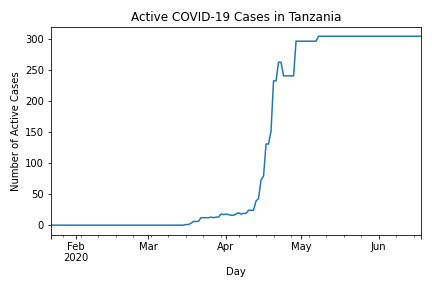 Active COVID-19 Cases in Tanzania
Number of Active Cases
300
250
200
150
100
50
0
Feb
2020
Mar
Apr
May
Jun
Day